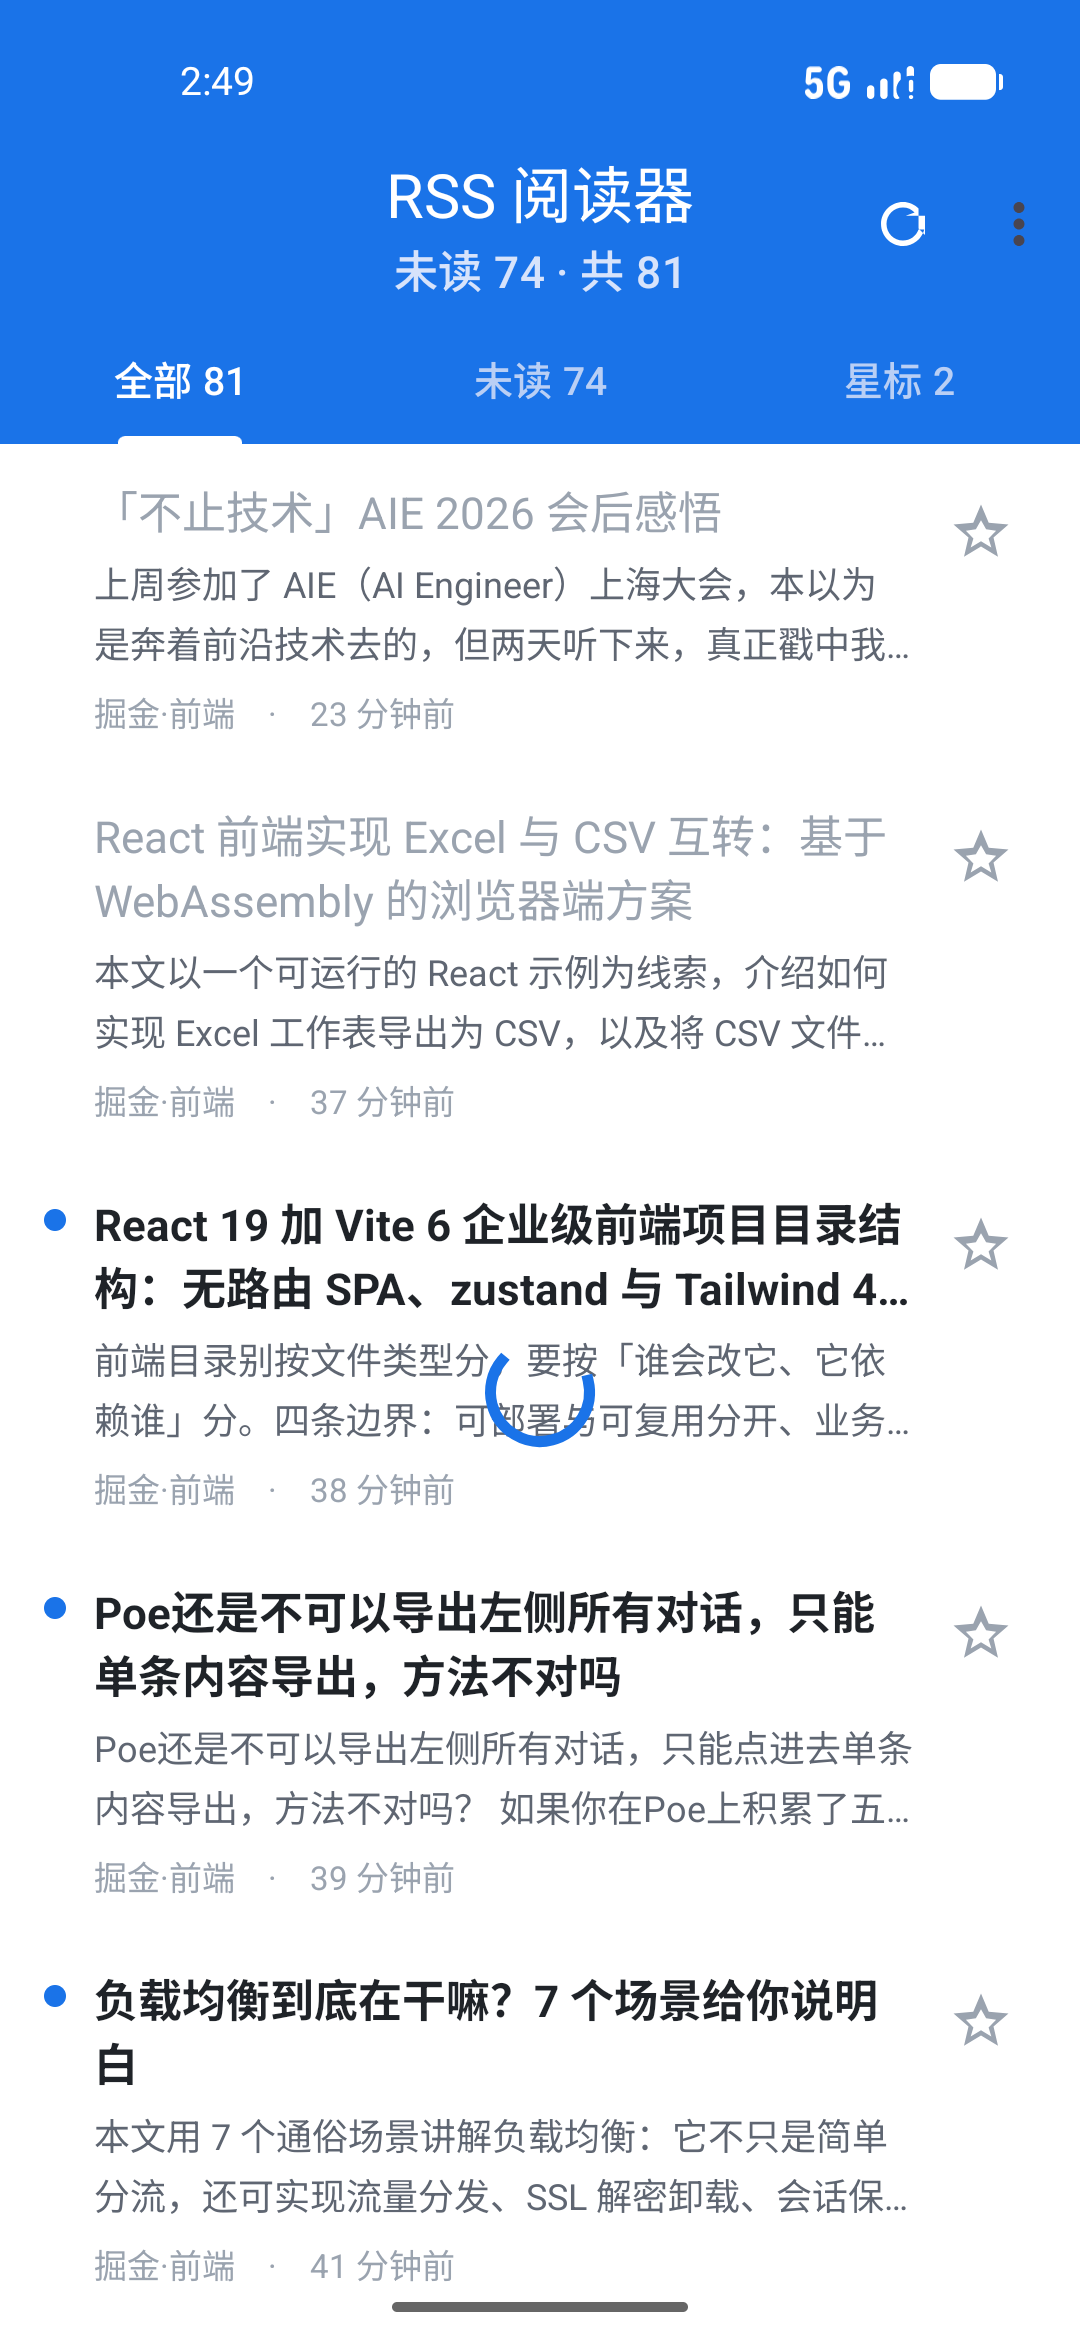 2:49
5G
RSS 阅读器
未读 74 · 共 81
全部 81
未读 74
星标 2
「不止技术」AIE 2026 会后感悟
上周参加了 AIE（AI Engineer）上海大会，本以为
是奔着前沿技术去的，但两天听下来，真正戳中我…
掘金·前端 · 23 分钟前
React 前端实现 Excel 与 CSV 互转：基于
WebAssembly 的浏览器端方案
本文以一个可运行的 React 示例为线索，介绍如何
实现 Excel 工作表导出为 CSV，以及将 CSV 文件…
掘金·前端 · 37 分钟前
React 19 加 Vite 6 企业级前端项目目录结
构：无路由 SPA、zustand 与 Tailwind 4…
前端目录别按文件类型分，要按「谁会改它、它依
赖谁」分。四条边界：可部署与可复用分开、业务…
掘金·前端 · 38 分钟前
Poe还是不可以导出左侧所有对话，只能
单条内容导出，方法不对吗
Poe还是不可以导出左侧所有对话，只能点进去单条
内容导出，方法不对吗？ 如果你在Poe上积累了五…
掘金·前端 · 39 分钟前
负载均衡到底在干嘛？7 个场景给你说明
白
本文用 7 个通俗场景讲解负载均衡：它不只是简单
分流，还可实现流量分发、SSL 解密卸载、会话保…
掘金·前端 · 41 分钟前